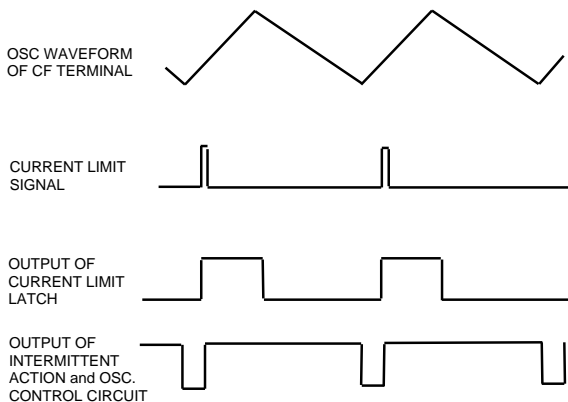 OSC WAVEFORM
OF CF TERMINAL
CURRENT LIMIT
SIGNAL
OUTPUT OF
CURRENT LIMIT
LATCH
OUTPUT OF
INTERMITTENT
ACTION and OSC.
CONTROL CIRCUIT